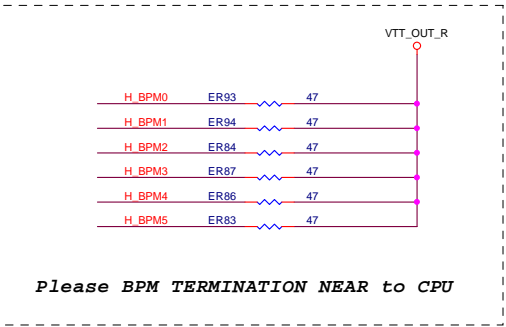 VTT_OUT_R
H_BPM0 ER93 47
H_BPM1 ER94 47
H_BPM2 ER84 47
H_BPM3 ER87 47
H_BPM4 ER86 47
H_BPM5 ER83 47
Please BPM TERMINATION NEAR to CPU